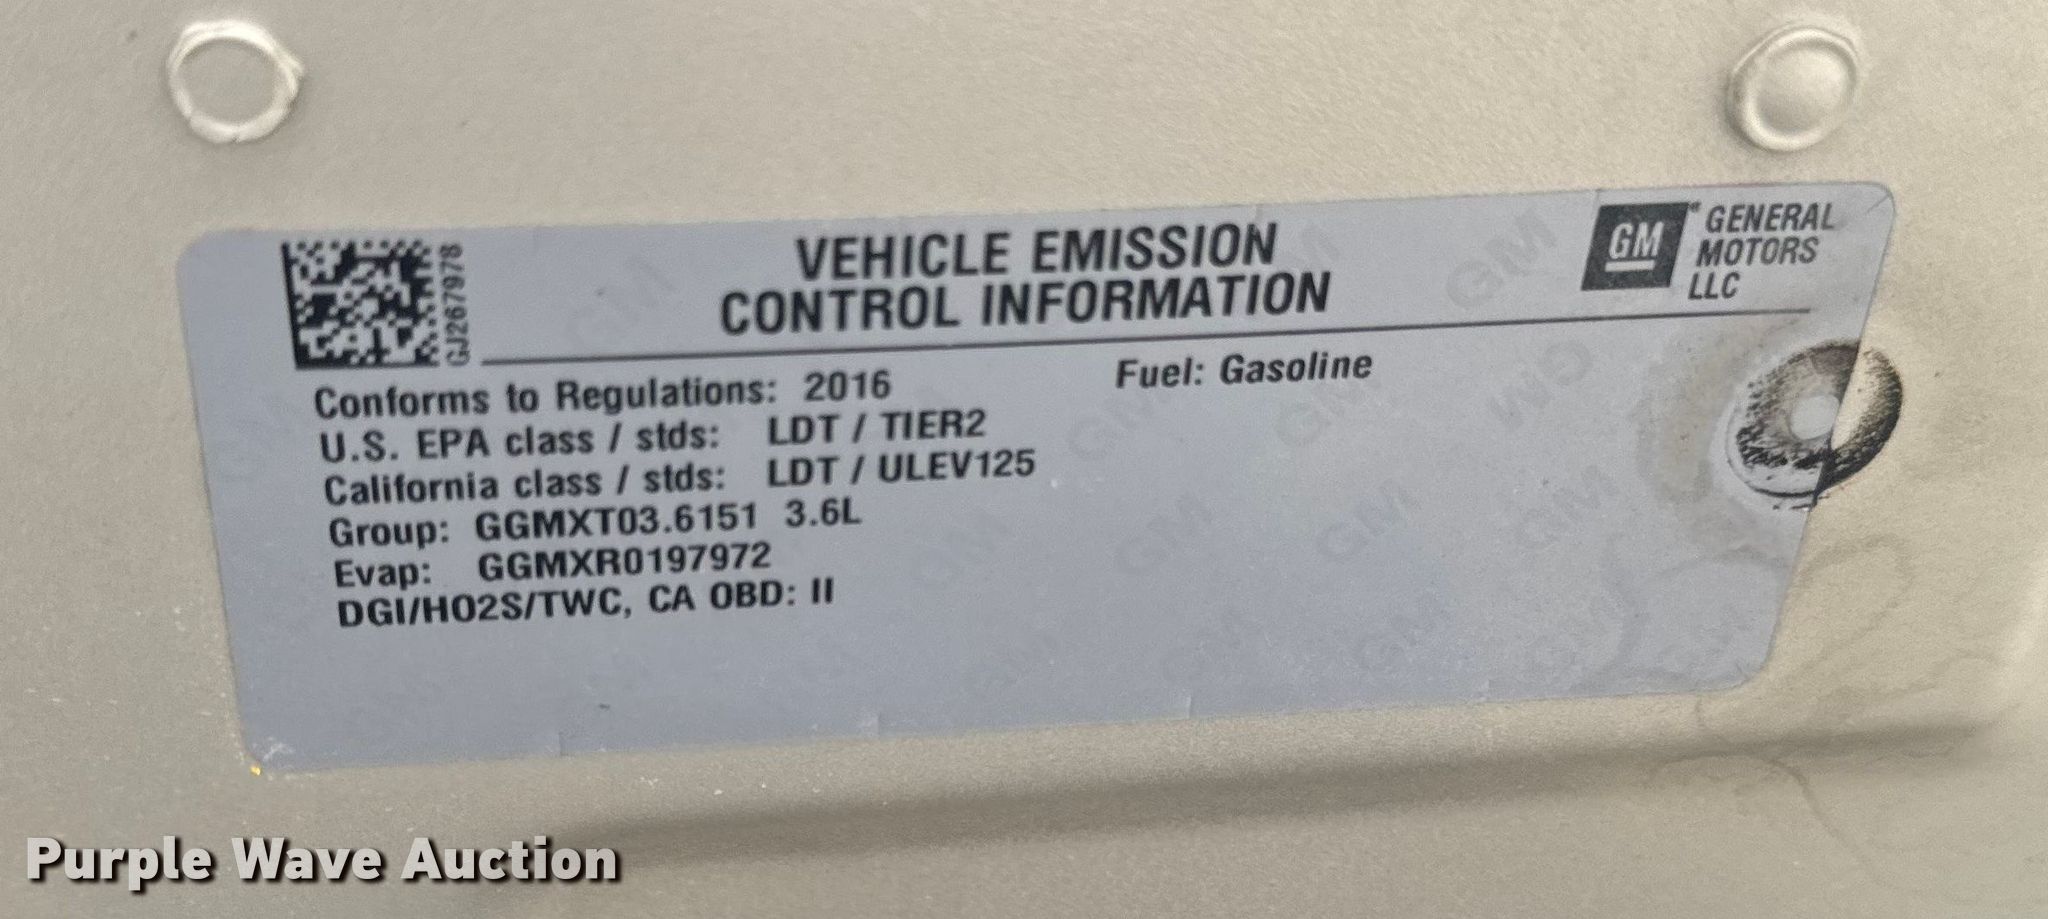 GJ267978
VEHICLE EMISSION
CONTROL INFORMATION
GM
GENERAL
MOTORS
LLC
Conforms to Regulations: 2016
Fuel: Gasoline
U.S. EPA class / stds: LDT / TIER2
California class / stds: LDT / ULEV125
Group: GGMXT03.6151 3.6L
Evap: GGMXR0197972
DGI/HO2S/TWC, CA OBD: II
Purple Wave Auction